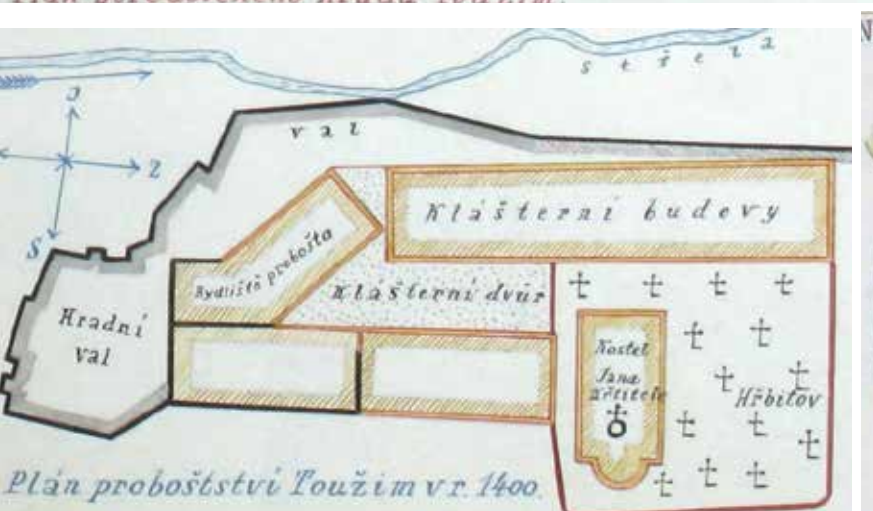 střela
J
Z
S
val
Klášterní budovy
Bydliště probošta
Klášterní dvůr
Hradní
val
Kostel
Jana
Křtitele
Hřbitov
Plán proboštství Toužim v r. 1400.